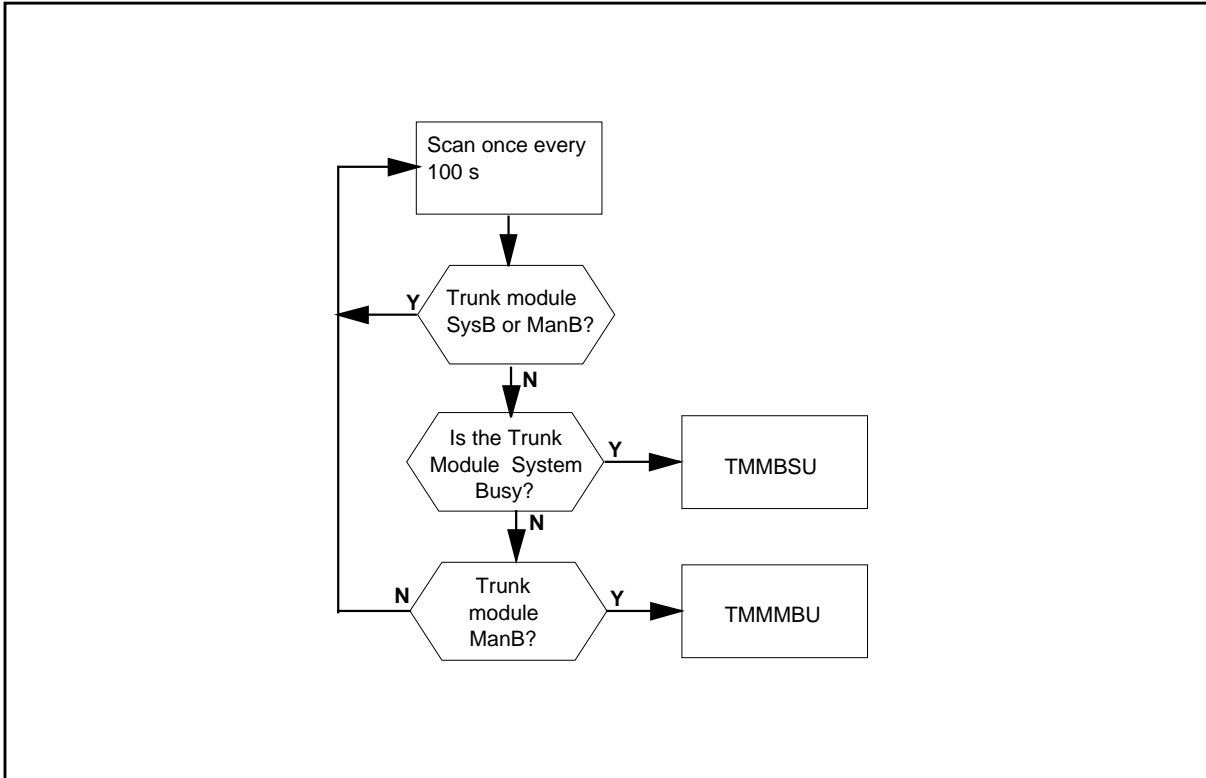 Scan once every
100 s
Y
Trunk module
SysB or ManB?
N
Is the Trunk
Module System
Busy?
Y
TMMBSU
N
N
Trunk
module
ManB?
Y
TMMMBU